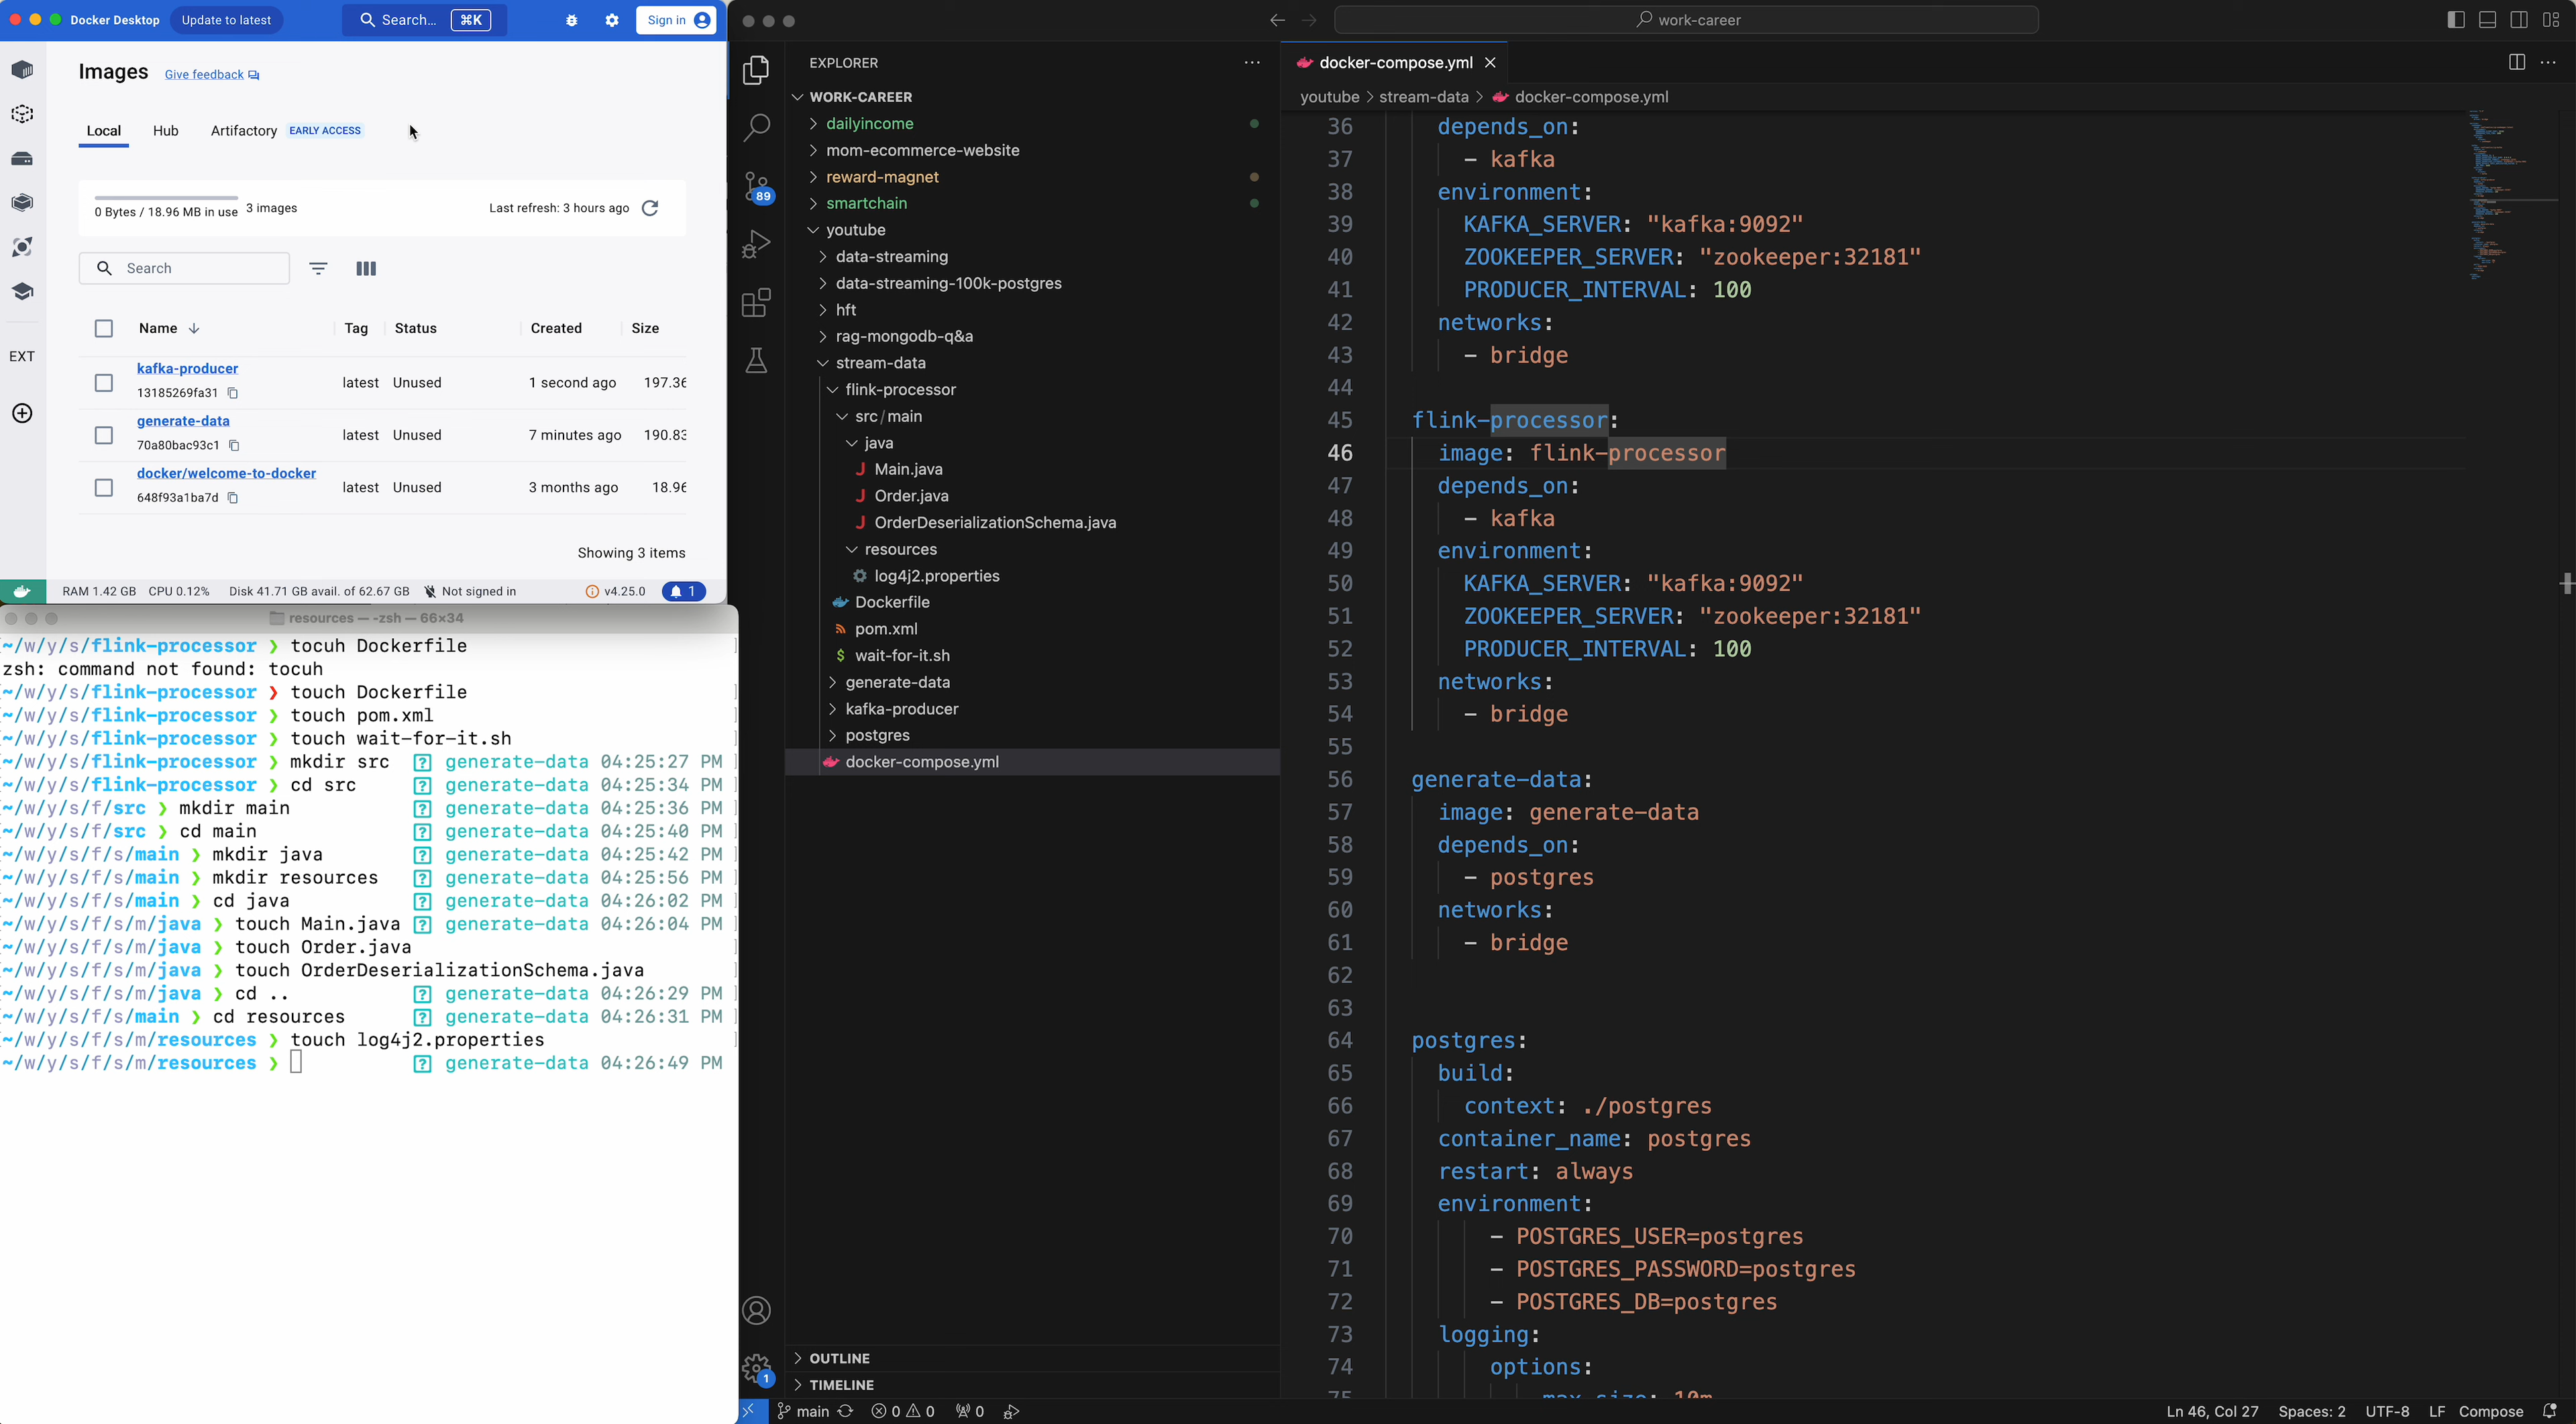 Docker Desktop Update to latest Search... ⌘K Sign in
Images Give feedback
Local Hub Artifactory EARLY ACCESS
0 Bytes / 18.96 MB in use 3 images Last refresh: 3 hours ago
Search
Name Tag Status Created Size
kafka-producer
13185269fa31 latest Unused 1 second ago 197.36
generate-data
70a80bac93c1 latest Unused 7 minutes ago 190.83
docker/welcome-to-docker
648f93a1ba7d latest Unused 3 months ago 18.96
Showing 3 items
EXT
RAM 1.42 GB CPU 0.12% Disk 41.71 GB avail. of 62.67 GB Not signed in v4.25.0 1
resources — -zsh — 66×34
~/w/y/s/flink-processor ❯ tocuh Dockerfile
zsh: command not found: tocuh
~/w/y/s/flink-processor ❯ touch Dockerfile
~/w/y/s/flink-processor ❯ touch pom.xml
~/w/y/s/flink-processor ❯ touch wait-for-it.sh
~/w/y/s/flink-processor ❯ mkdir src ? generate-data 04:25:27 PM
~/w/y/s/flink-processor ❯ cd src ? generate-data 04:25:34 PM
~/w/y/s/f/src ❯ mkdir main ? generate-data 04:25:36 PM
~/w/y/s/f/src ❯ cd main ? generate-data 04:25:40 PM
~/w/y/s/f/s/main ❯ mkdir java ? generate-data 04:25:42 PM
~/w/y/s/f/s/main ❯ mkdir resources ? generate-data 04:25:56 PM
~/w/y/s/f/s/main ❯ cd java ? generate-data 04:26:02 PM
~/w/y/s/f/s/m/java ❯ touch Main.java ? generate-data 04:26:04 PM
~/w/y/s/f/s/m/java ❯ touch Order.java
~/w/y/s/f/s/m/java ❯ touch OrderDeserializationSchema.java
~/w/y/s/f/s/m/java ❯ cd .. ? generate-data 04:26:29 PM
~/w/y/s/f/s/main ❯ cd resources ? generate-data 04:26:31 PM
~/w/y/s/f/s/m/resources ❯ touch log4j2.properties
~/w/y/s/f/s/m/resources ❯ ? generate-data 04:26:49 PM
work-career
89
1
EXPLORER
WORK-CAREER
dailyincome
mom-ecommerce-website
reward-magnet
smartchain
youtube
data-streaming
data-streaming-100k-postgres
hft
rag-mongodb-q&a
stream-data
flink-processor
src/main
java
J Main.java
J Order.java
J OrderDeserializationSchema.java
resources
log4j2.properties
Dockerfile
pom.xml
$ wait-for-it.sh
generate-data
kafka-producer
postgres
docker-compose.yml
OUTLINE
TIMELINE
docker-compose.yml
youtube > stream-data > docker-compose.yml
36 depends_on:
37 - kafka
38 environment:
39 KAFKA_SERVER: "kafka:9092"
40 ZOOKEEPER_SERVER: "zookeeper:32181"
41 PRODUCER_INTERVAL: 100
42 networks:
43 - bridge
44
45 flink-processor:
46 image: flink-processor
47 depends_on:
48 - kafka
49 environment:
50 KAFKA_SERVER: "kafka:9092"
51 ZOOKEEPER_SERVER: "zookeeper:32181"
52 PRODUCER_INTERVAL: 100
53 networks:
54 - bridge
55
56 generate-data:
57 image: generate-data
58 depends_on:
59 - postgres
60 networks:
61 - bridge
62
63
64 postgres:
65 build:
66 context: ./postgres
67 container_name: postgres
68 restart: always
69 environment:
70 - POSTGRES_USER=postgres
71 - POSTGRES_PASSWORD=postgres
72 - POSTGRES_DB=postgres
73 logging:
74 options:
75 max-size: 10m
main 0 0 0 Ln 46, Col 27 Spaces: 2 UTF-8 LF Compose